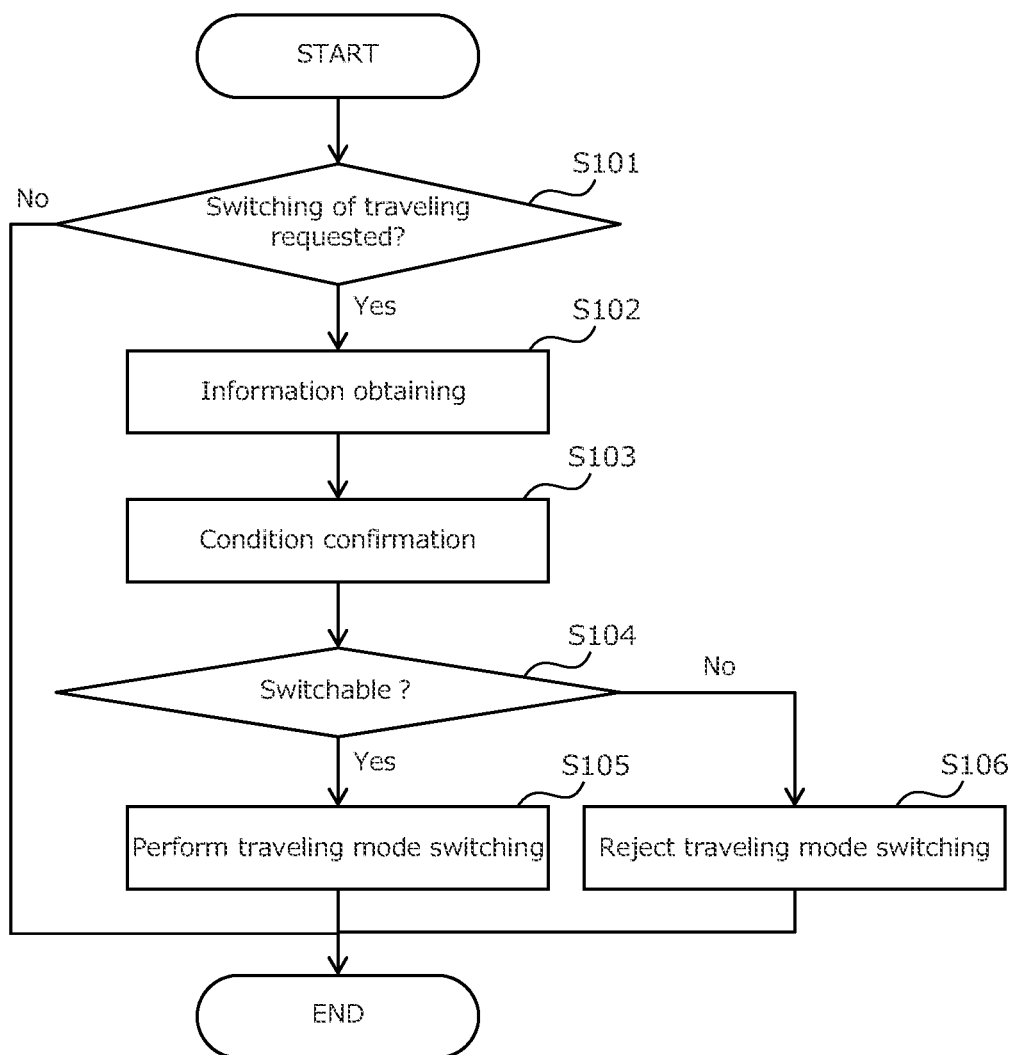 START
S101
No
Switching of traveling
requested?
Yes
S102
Information obtaining
S103
Condition confirmation
S104
No
Switchable ?
Yes
S105
S106
Perform traveling mode switching
Reject traveling mode switching
END